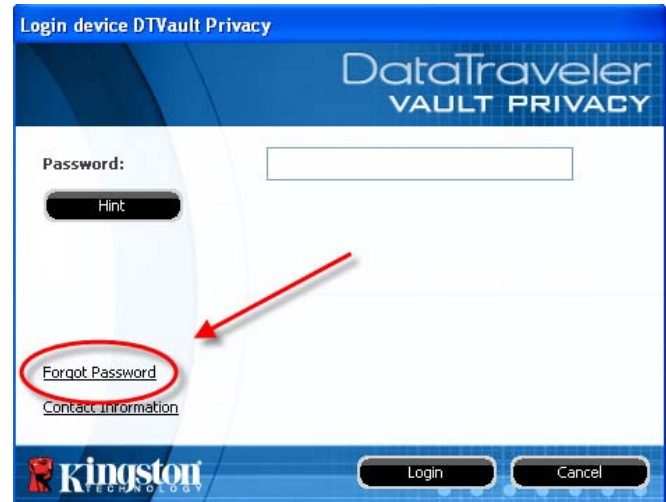 Login device DTVault Privacy
DataTraveler
VAULT PRIVACY
Password:
Hint
Forgot Password
Contact Information
Kingston
TECHNOLOGY
Login
Cancel